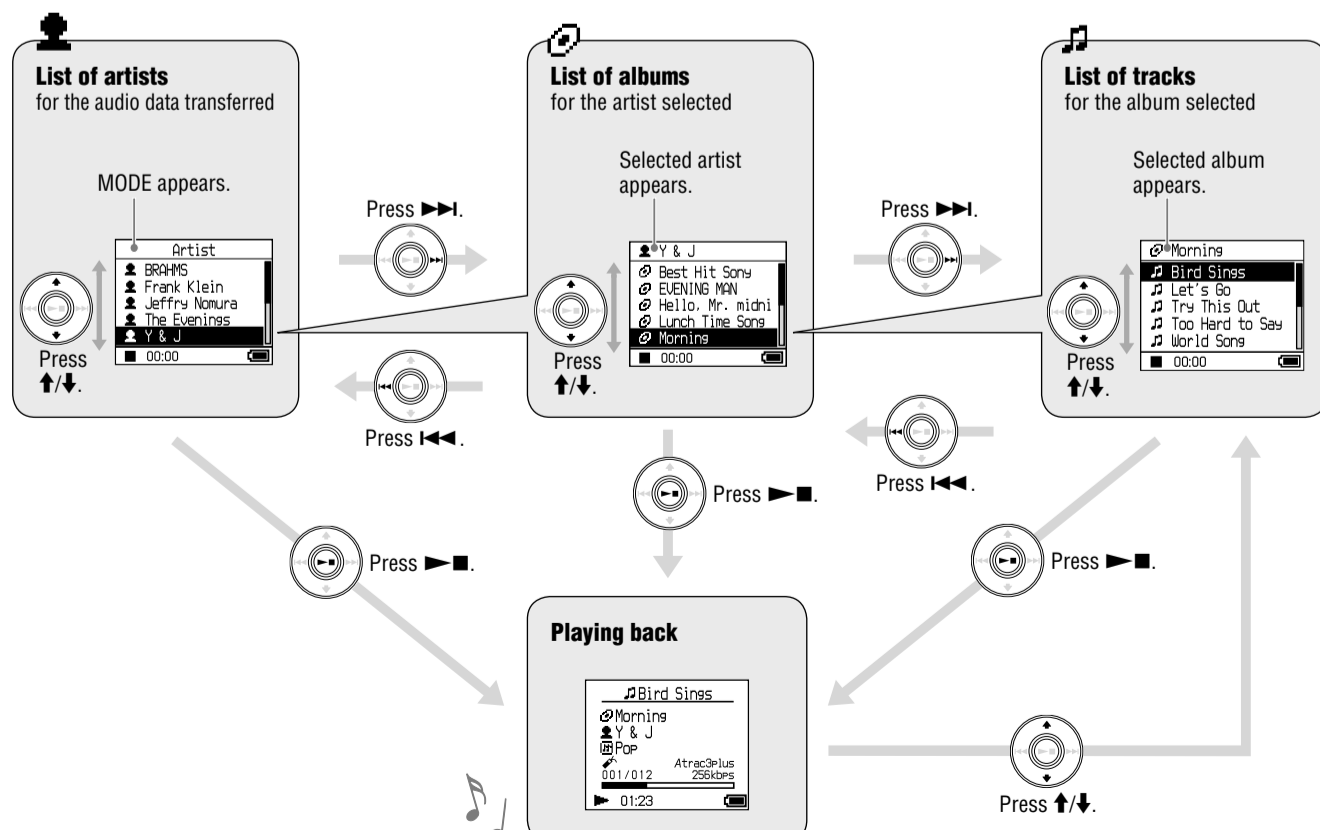 List of artists
for the audio data transferred
MODE appears.
Artist
BRAHMS
Frank Klein
Jeffry Nomura
The Evenings
Y & J
00:00
Press
↑/↓.
Press ►►I.
Press I◄◄.
List of albums
for the artist selected
Selected artist
appears.
Y & J
Best Hit Song
EVENING MAN
Hello, Mr. midni
Lunch Time Song
Morning
00:00
Press
↑/↓.
Press ►►I.
Press I◄◄.
List of tracks
for the album selected
Selected album
appears.
Morning
Bird Sings
Let's Go
Try This Out
Too Hard to Say
World Song
00:00
Press
↑/↓.
Press ►■.
Press ►■.
Press ►■.
Playing back
Bird Sings
Morning
Y & J
Pop
Atrac3plus
001/012 256kbps
01:23
Press ↑/↓.